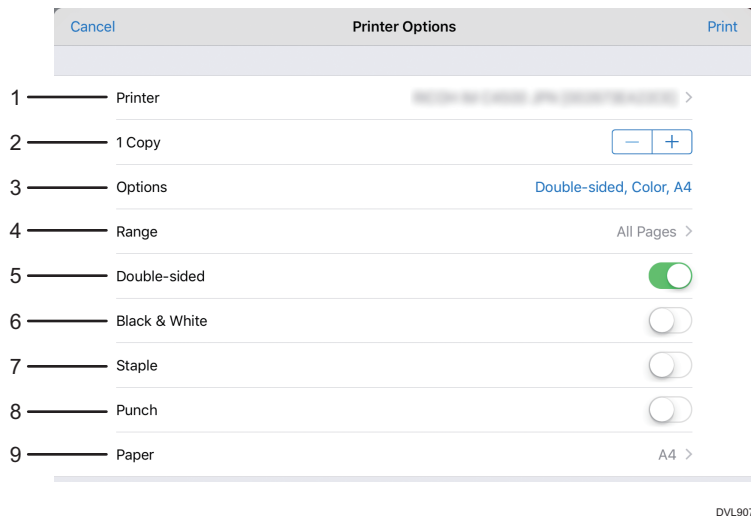 Cancel Printer Options Print
1 Printer
2 1 Copy
3 Options Double-sided, Color, A4
4 Range All Pages
5 Double-sided
6 Black & White
7 Staple
8 Punch
9 Paper A4
DVL907